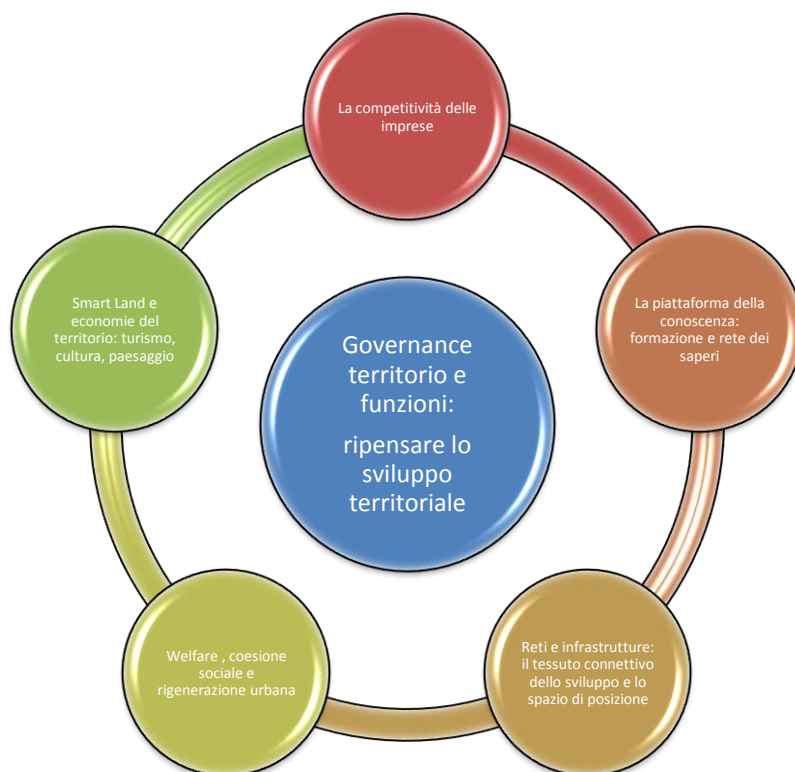 La competitività delle
imprese
La piattaforma della
conoscenza:
formazione e rete dei
saperi
Reti e infrastrutture:
il tessuto connettivo
dello sviluppo e lo
spazio di posizione
Welfare , coesione
sociale e
rigenerazione urbana
Smart Land e
economie del
territorio: turismo,
cultura, paesaggio
Governance
territorio e
funzioni:
ripensare lo
sviluppo
territoriale